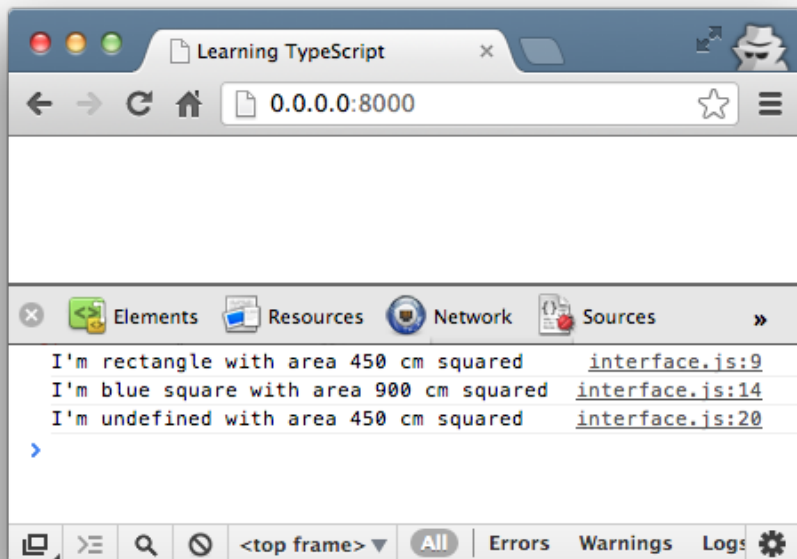 Learning TypeScript
0.0.0.0:8000
Elements Resources Network Sources »
I'm rectangle with area 450 cm squared interface.js:9
I'm blue square with area 900 cm squared interface.js:14
I'm undefined with area 450 cm squared interface.js:20
<top frame> All Errors Warnings Logs